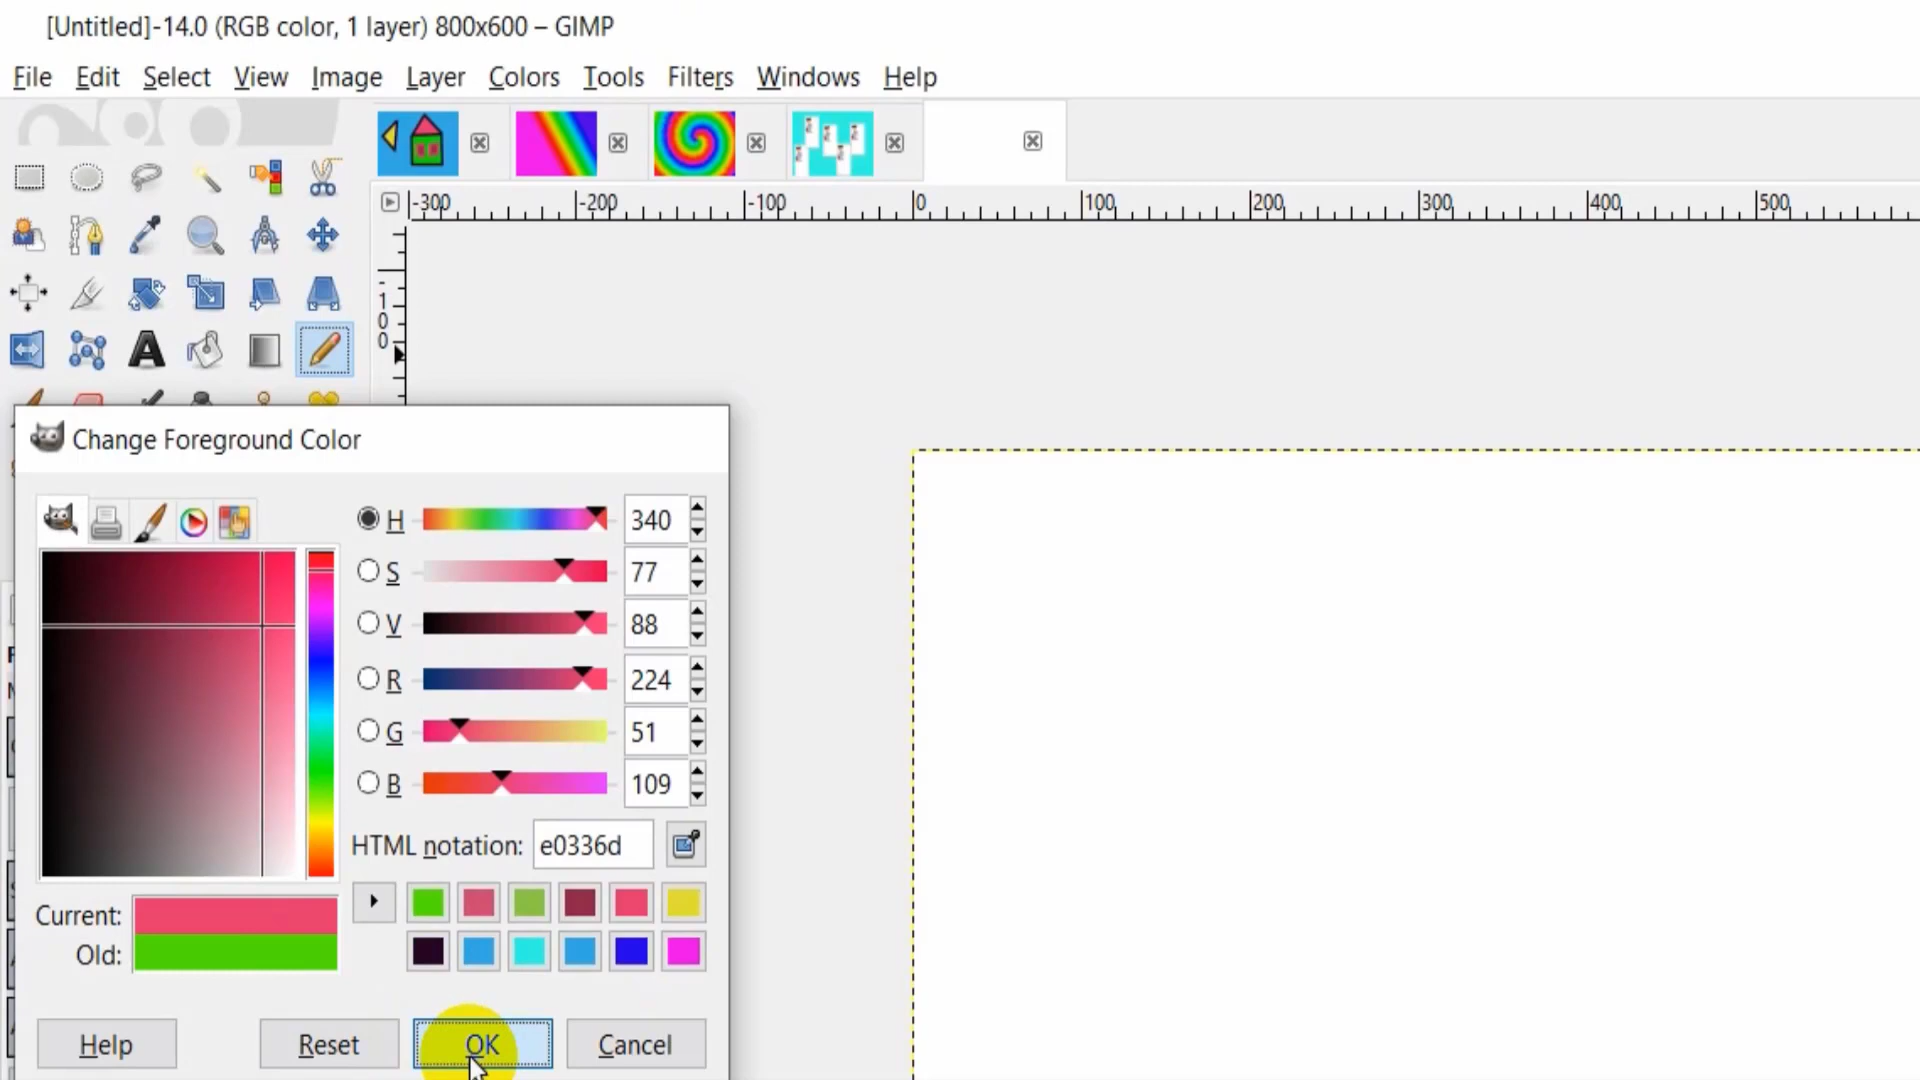 [Untitled]-14.0 (RGB color, 1 layer) 800x600 – GIMP
File Edit Select View Image Layer Colors Tools Filters Windows Help
-300 -200 -100 0 100 200 300 400 500
100
Change Foreground Color
H 340
S 77
V 88
R 224
G 51
B 109
HTML notation: e0336d
Current:
Old:
Help Reset OK Cancel